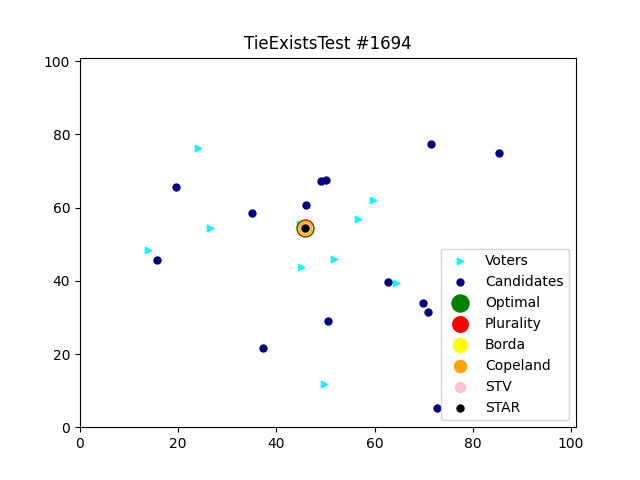 TieExistsTest #1694
100
80
60
40
20
0
0 20 40 60 80 100
Voters
Candidates
Optimal
Plurality
Borda
Copeland
STV
STAR